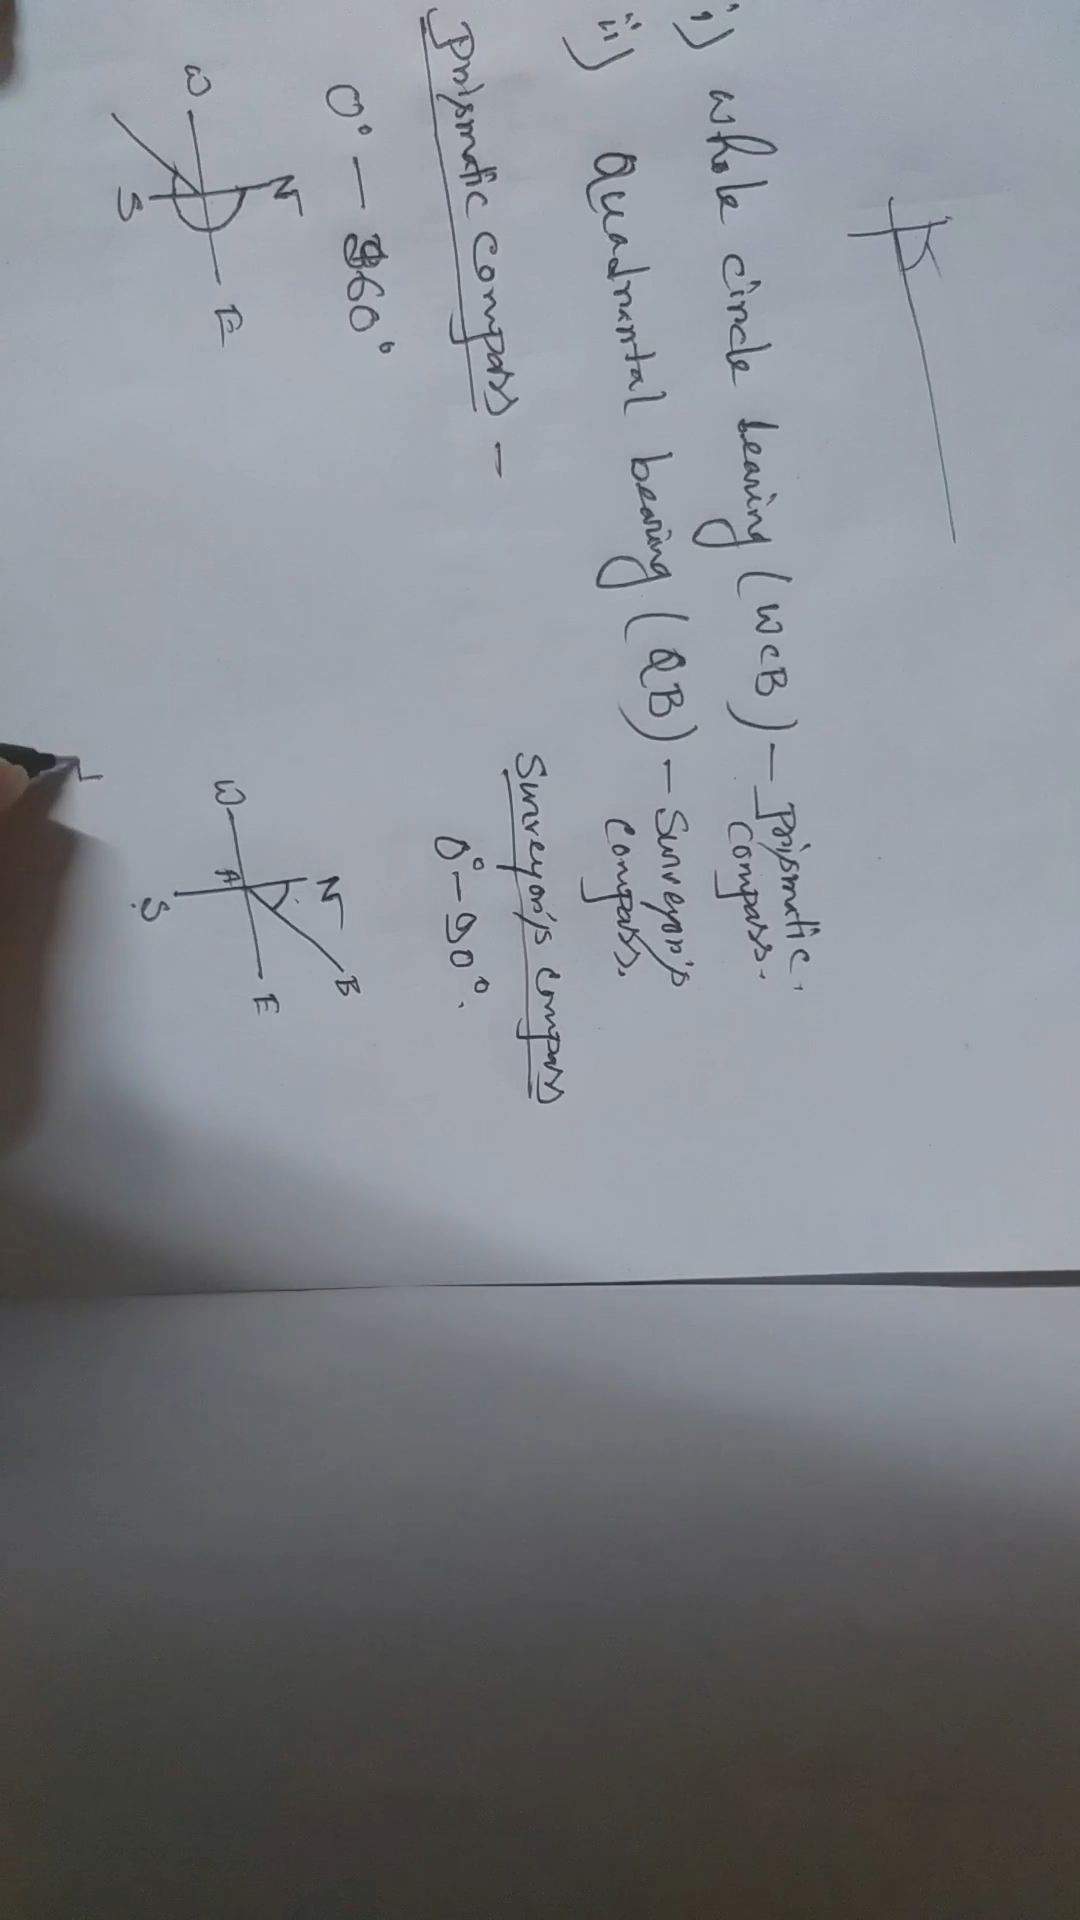 i) Whole circle bearing (WCB) - Prismatic compass.
ii) Quadrantal bearing (QB) - Surveyor's compass.
Prismatic compass -
0° - 360°
N
W
E
S
Surveyor's compass
0° - 90°.
N
B
W
A
E
S